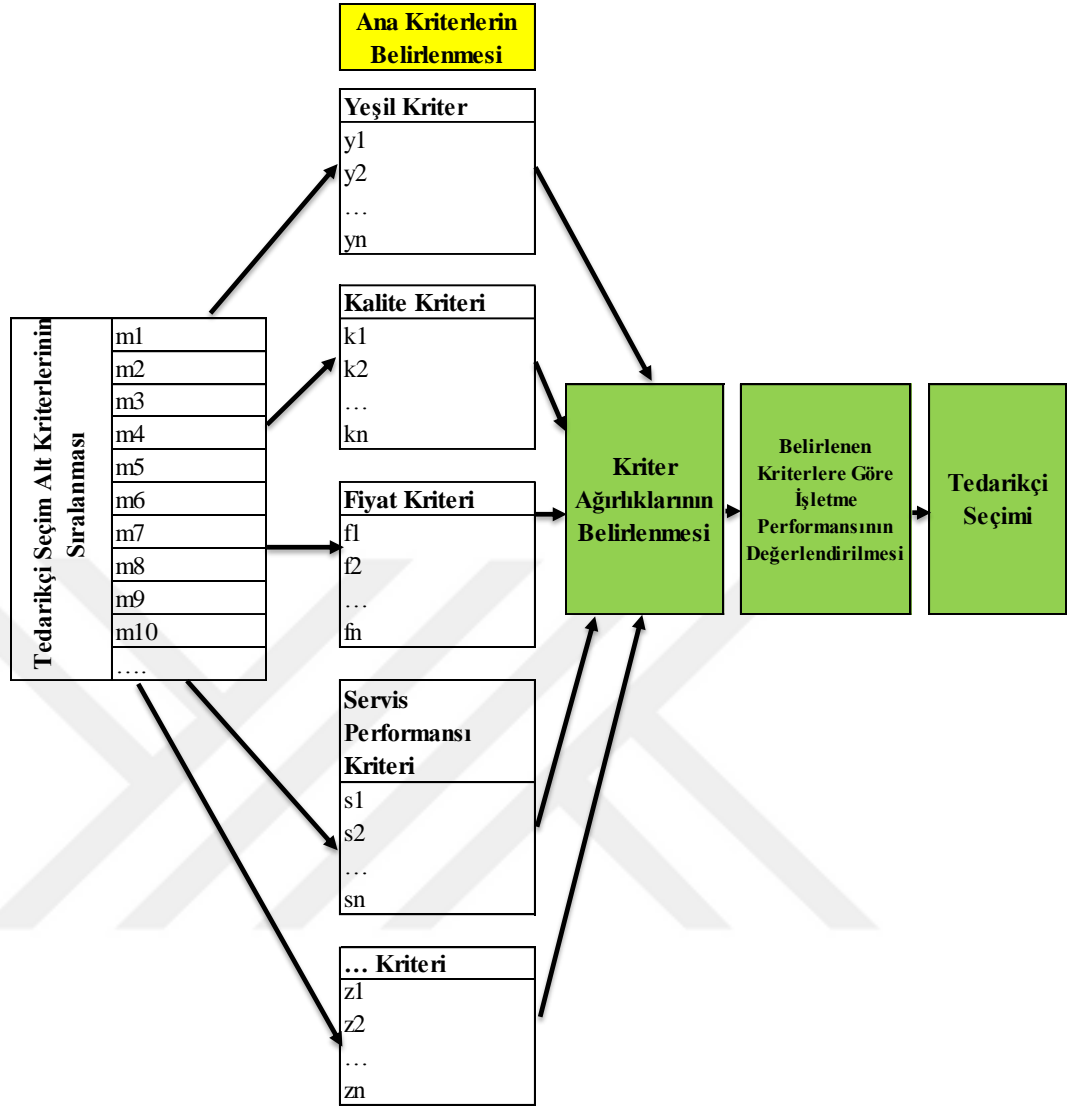 Ana Kriterlerin
Belirlenmesi
Yeşil Kriter
y1
y2
…
yn
Kalite Kriteri
k1
k2
…
kn
Fiyat Kriteri
f1
f2
…
fn
Servis
Performansı
Kriteri
s1
s2
…
sn
… Kriteri
z1
z2
…
zn
Tedarikçi Seçim Alt Kriterlerinin
Sıralanması
m1
m2
m3
m4
m5
m6
m7
m8
m9
m10
….
Kriter
Ağırlıklarının
Belirlenmesi
Belirlenen
Kriterlere Göre
İşletme
Performansının
Değerlendirilmesi
Tedarikçi
Seçimi